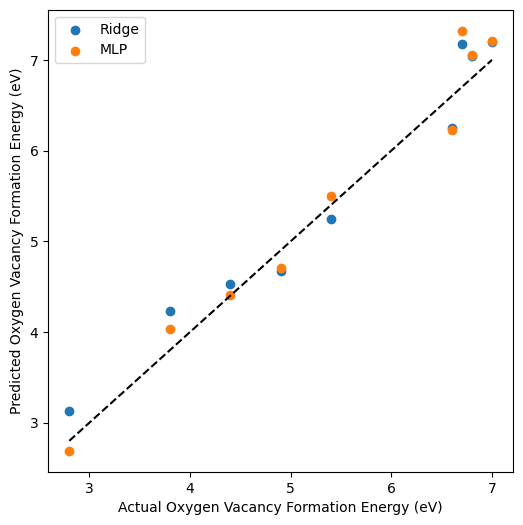 Ridge
MLP
Predicted Oxygen Vacancy Formation Energy (eV)
7
6
5
4
3
3 4 5 6 7
Actual Oxygen Vacancy Formation Energy (eV)